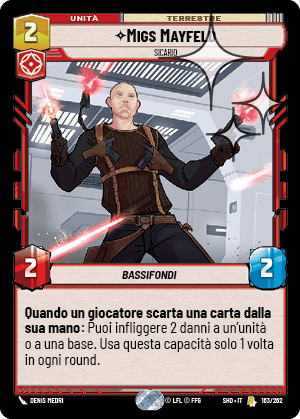 UNITÀ
TERRESTRE
2
MIGS MAYFELD
SICARIO
2
2
BASSIFONDI
Quando un giocatore scarta una carta dalla
sua mano: Puoi infliggere 2 danni a un'unità
o a una base. Usa questa capacità solo 1 volta
in ogni round.
DENIS MEDRI
© LFL © FFG
SHD • IT
163/262